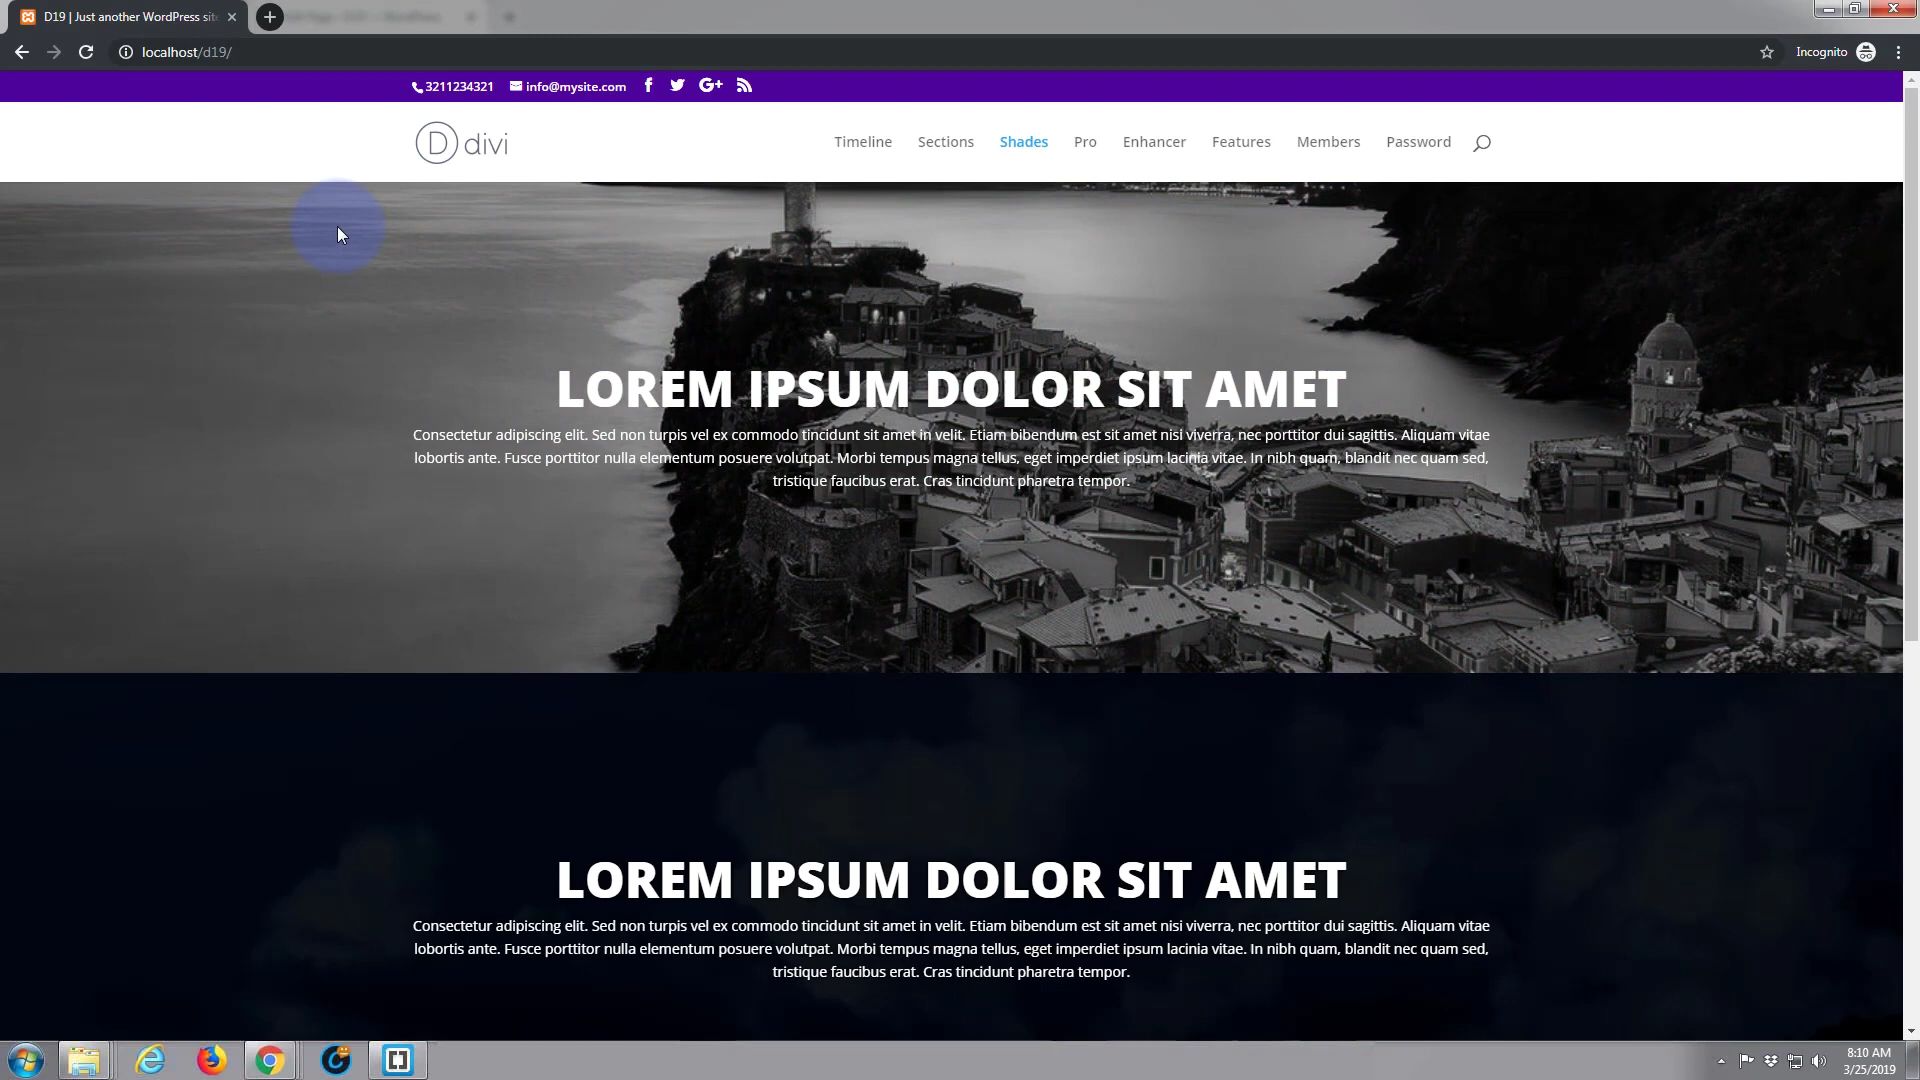 D19 | Just another WordPress sit
localhost/d19/
Incognito
3211234321
info@mysite.com
G+
D divi
Timeline
Sections
Shades
Pro
Enhancer
Features
Members
Password
LOREM IPSUM DOLOR SIT AMET
Consectetur adipiscing elit. Sed non turpis vel ex commodo tincidunt sit amet in velit. Etiam bibendum est sit amet nisi viverra, nec porttitor dui sagittis. Aliquam vitae
lobortis ante. Fusce porttitor nulla elementum posuere volutpat. Morbi tempus magna tellus, eget imperdiet ipsum lacinia vitae. In nibh quam, blandit nec quam sed,
tristique faucibus erat. Cras tincidunt pharetra tempor.
LOREM IPSUM DOLOR SIT AMET
Consectetur adipiscing elit. Sed non turpis vel ex commodo tincidunt sit amet in velit. Etiam bibendum est sit amet nisi viverra, nec porttitor dui sagittis. Aliquam vitae
lobortis ante. Fusce porttitor nulla elementum posuere volutpat. Morbi tempus magna tellus, eget imperdiet ipsum lacinia vitae. In nibh quam, blandit nec quam sed,
tristique faucibus erat. Cras tincidunt pharetra tempor.
8:10 AM
3/25/2019